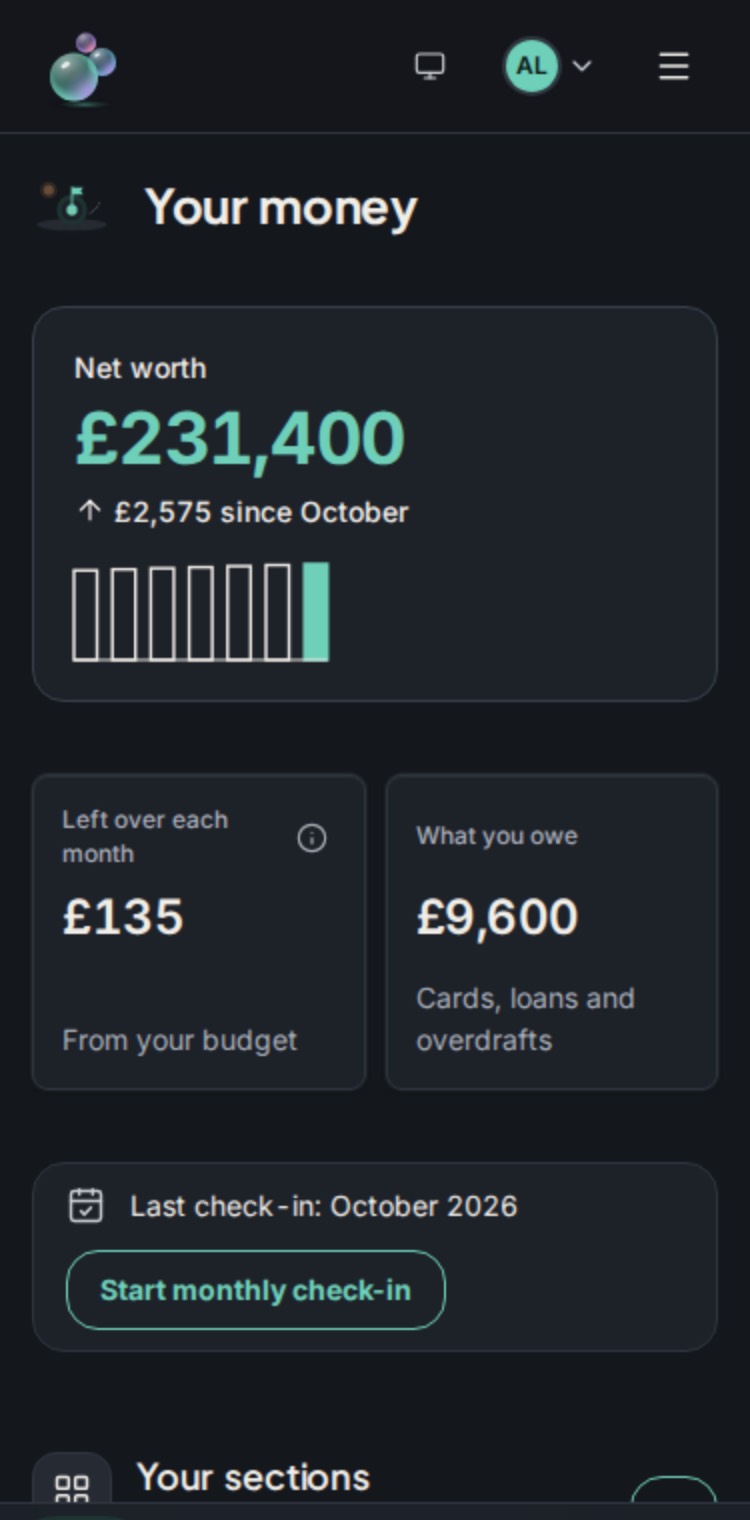 AL
Your money
Net worth
£231,400
↑ £2,575 since October
Left over each
month
£135
From your budget
What you owe
£9,600
Cards, loans and
overdrafts
Last check-in: October 2026
Start monthly check-in
Your sections